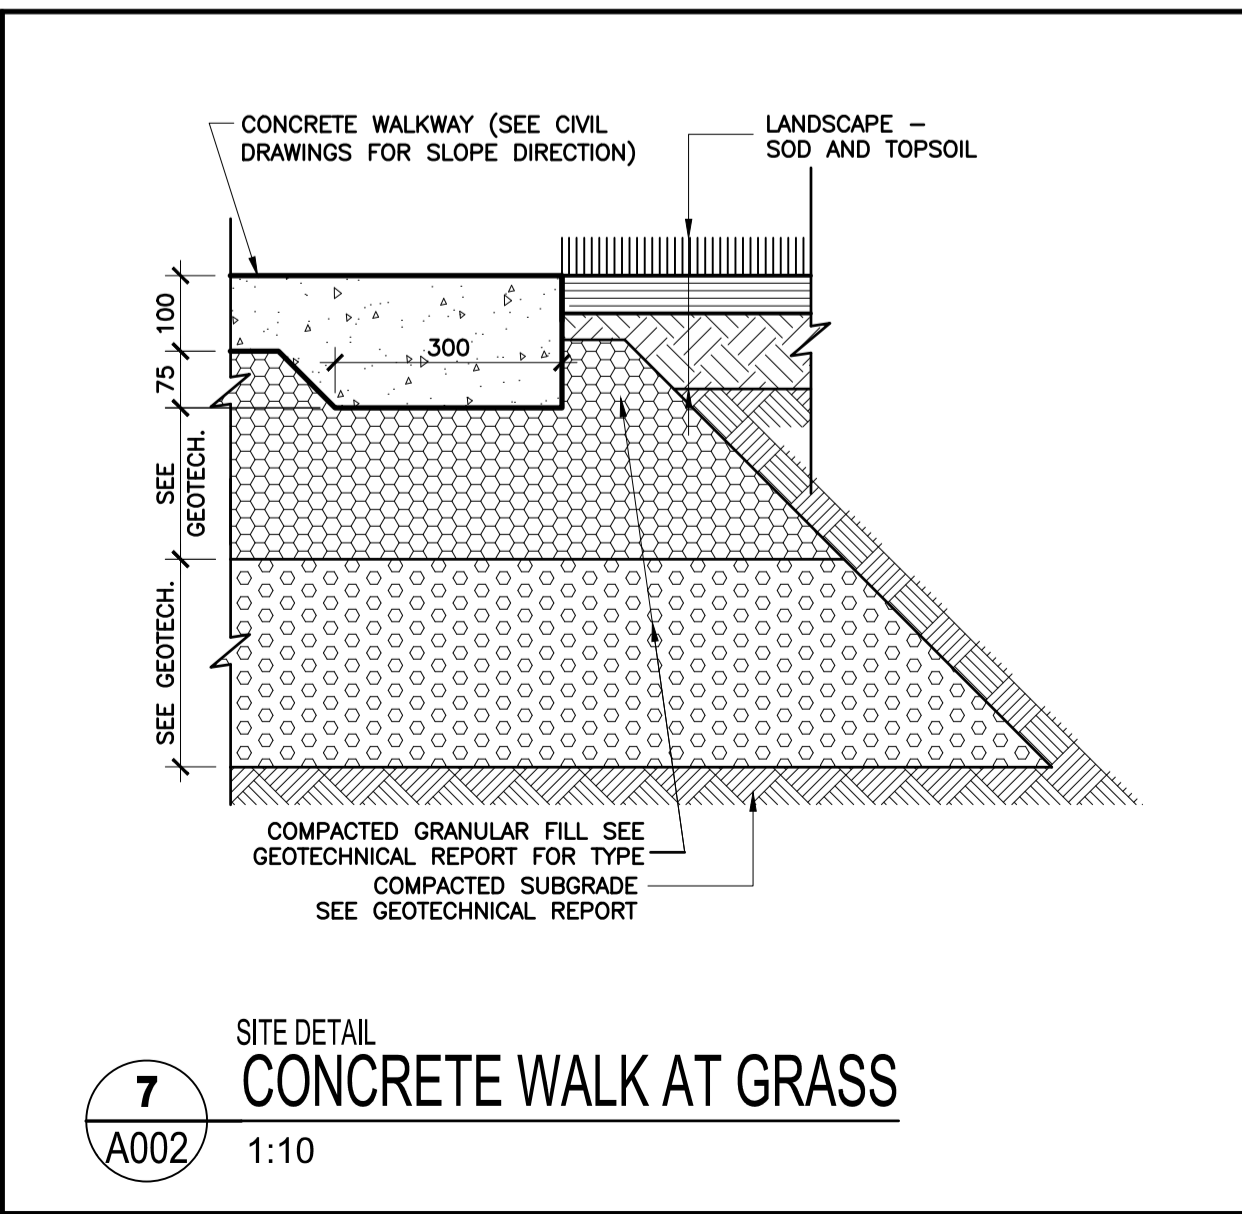 CONCRETE WALKWAY (SEE CIVIL
DRAWINGS FOR SLOPE DIRECTION)
LANDSCAPE –
SOD AND TOPSOIL
100
75
300
SEE
GEOTECH.
SEE GEOTECH.
COMPACTED GRANULAR FILL SEE
GEOTECHNICAL REPORT FOR TYPE
COMPACTED SUBGRADE
SEE GEOTECHNICAL REPORT
SITE DETAIL
7
CONCRETE WALK AT GRASS
A002
1:10